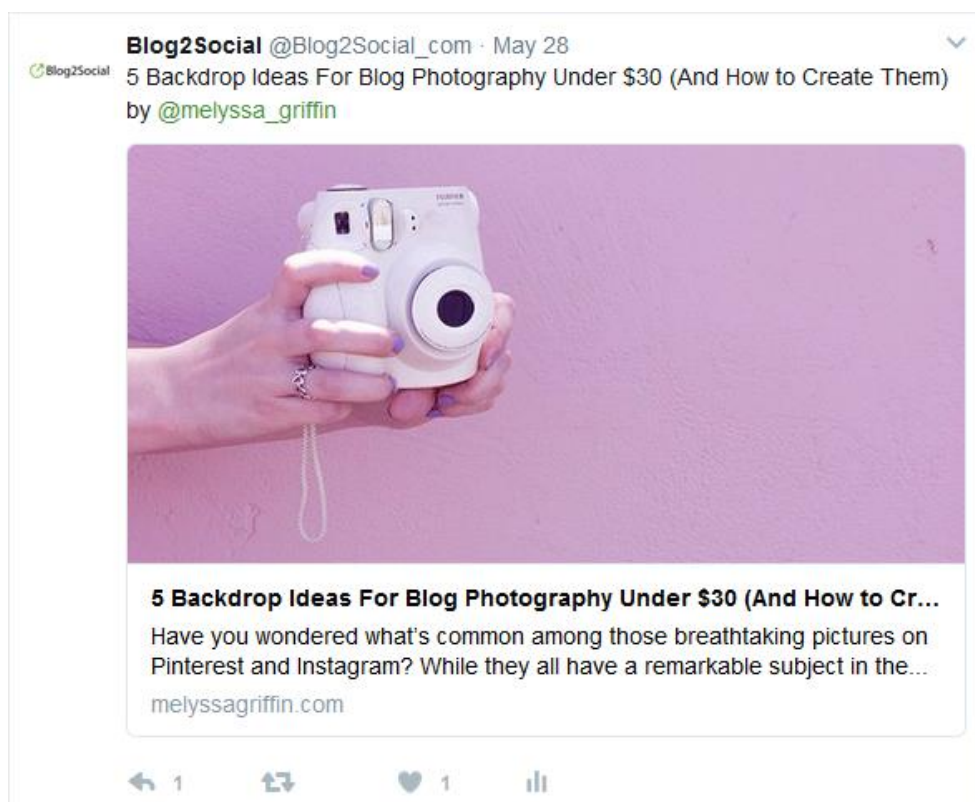 Blog2Social @Blog2Social_com · May 28
Blog2Social
5 Backdrop Ideas For Blog Photography Under $30 (And How to Create Them)
by @melyssa_griffin
5 Backdrop Ideas For Blog Photography Under $30 (And How to Cr...
Have you wondered what's common among those breathtaking pictures on
Pinterest and Instagram? While they all have a remarkable subject in the...
melyssagriffin.com
1
1